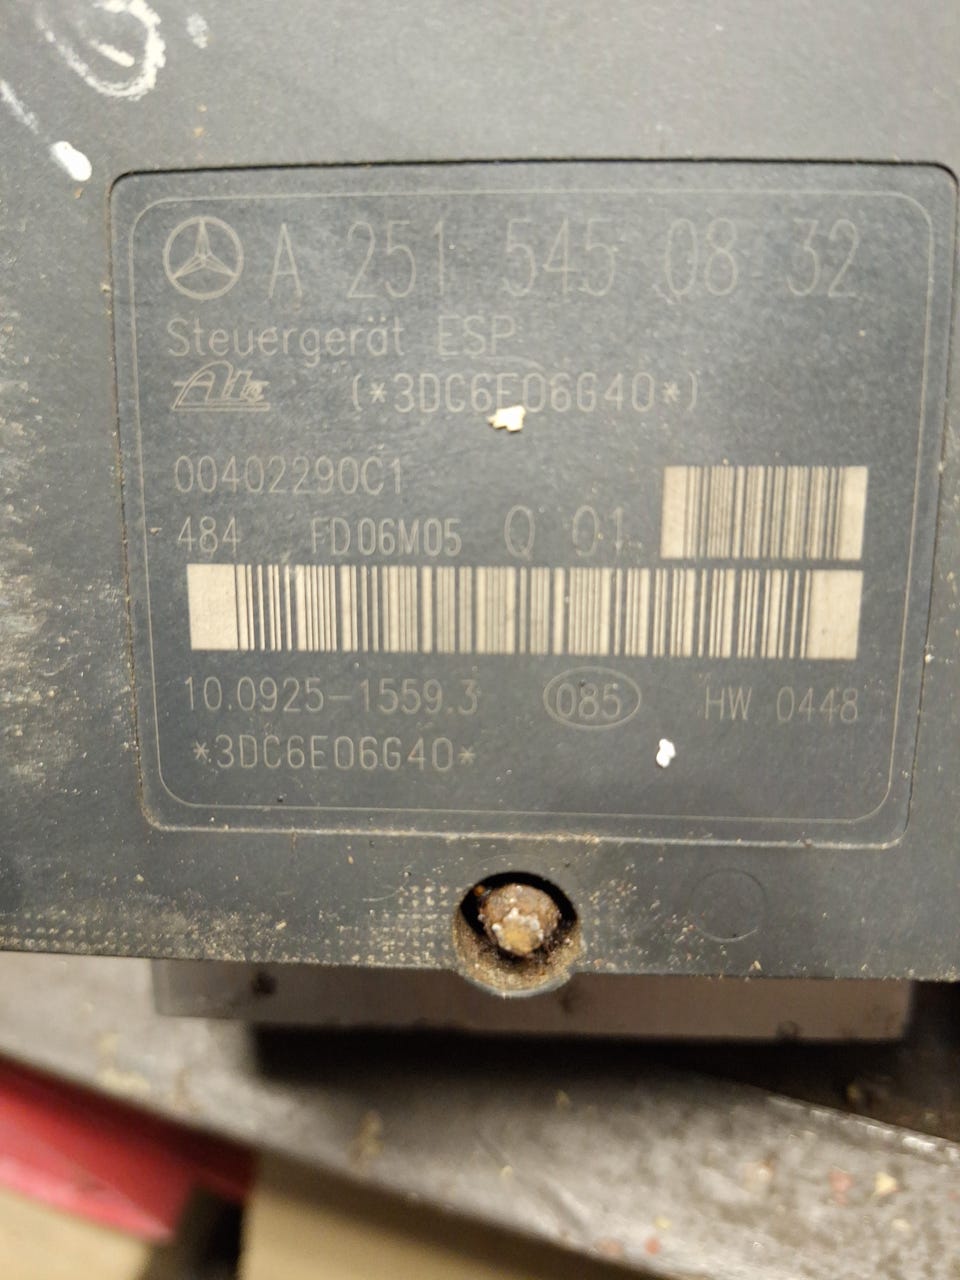 A 251 545 08 32
Steuergerät ESP
Ate (*3DC6E06G40*)
00402290C1
484 FD06M05 Q 01
10.0925-1559.3 085 HW 0448
*3DC6E06G40*